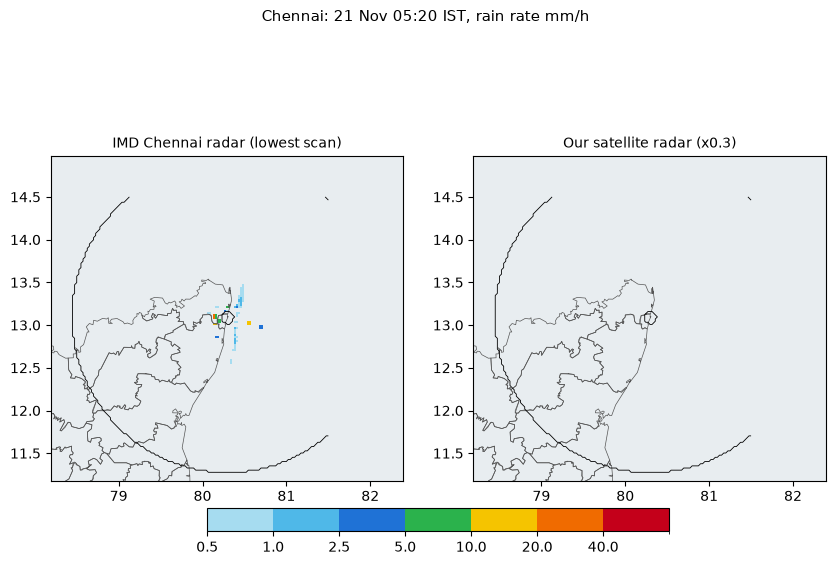 Chennai: 21 Nov 05:20 IST, rain rate mm/h
IMD Chennai radar (lowest scan)
Our satellite radar (x0.3)
14.5
14.0
13.5
13.0
12.5
12.0
11.5
14.5
14.0
13.5
13.0
12.5
12.0
11.5
79 80 81 82
79 80 81 82
0.5 1.0 2.5 5.0 10.0 20.0 40.0